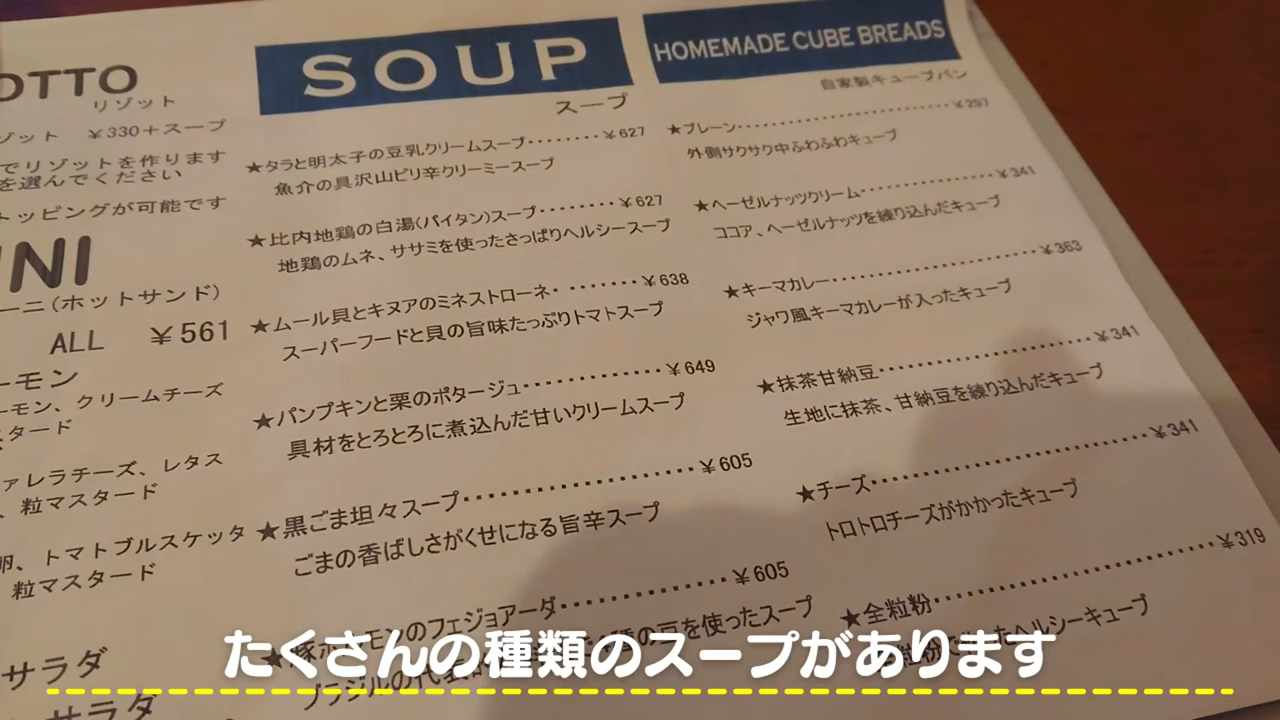 OTTO
リゾット
ゾット ￥330＋スープ
でリゾットを作ります
を選んでください
トッピングが可能です
NI
ーニ(ホットサンド)
ALL ￥561
ーモン
ーモン、クリームチーズ
スタード
ァレラチーズ、レタス
、粒マスタード
卵、トマトブルスケッタ
粒マスタード
サラダ
サラダ
SOUP
スープ
★タラと明太子の豆乳クリームスープ········￥627
魚介の具沢山ピリ辛クリーミースープ
★比内地鶏の白湯(パイタン)スープ········￥627
地鶏のムネ、ササミを使ったさっぱりヘルシースープ
★ムール貝とキヌアのミネストローネ· ·······￥638
スーパーフードと貝の旨味たっぷりトマトスープ
★パンプキンと栗のポタージュ·············￥649
具材をとろとろに煮込んだ甘いクリームスープ
★黒ごま坦々スープ···················￥605
ごまの香ばしさがくせになる旨辛スープ
のフェジョアーダ··············￥605
の豆を使ったスープ
HOMEMADE CUBE BREADS
自家製キューブパン
★プレーン·····················￥297
外側サクサク中ふわふわキューブ
★ヘーゼルナッツクリーム·············￥341
ココア、ヘーゼルナッツを練り込んだキューブ
★キーマカレー···················￥363
ジャワ風キーマカレーが入ったキューブ
★抹茶甘納豆····················￥341
生地に抹茶、甘納豆を練り込んだキューブ
★チーズ······················￥341
トロトロチーズがかかったキューブ
★全粒粉·····················￥319
ヘルシーキューブ
たくさんの種類のスープがあります